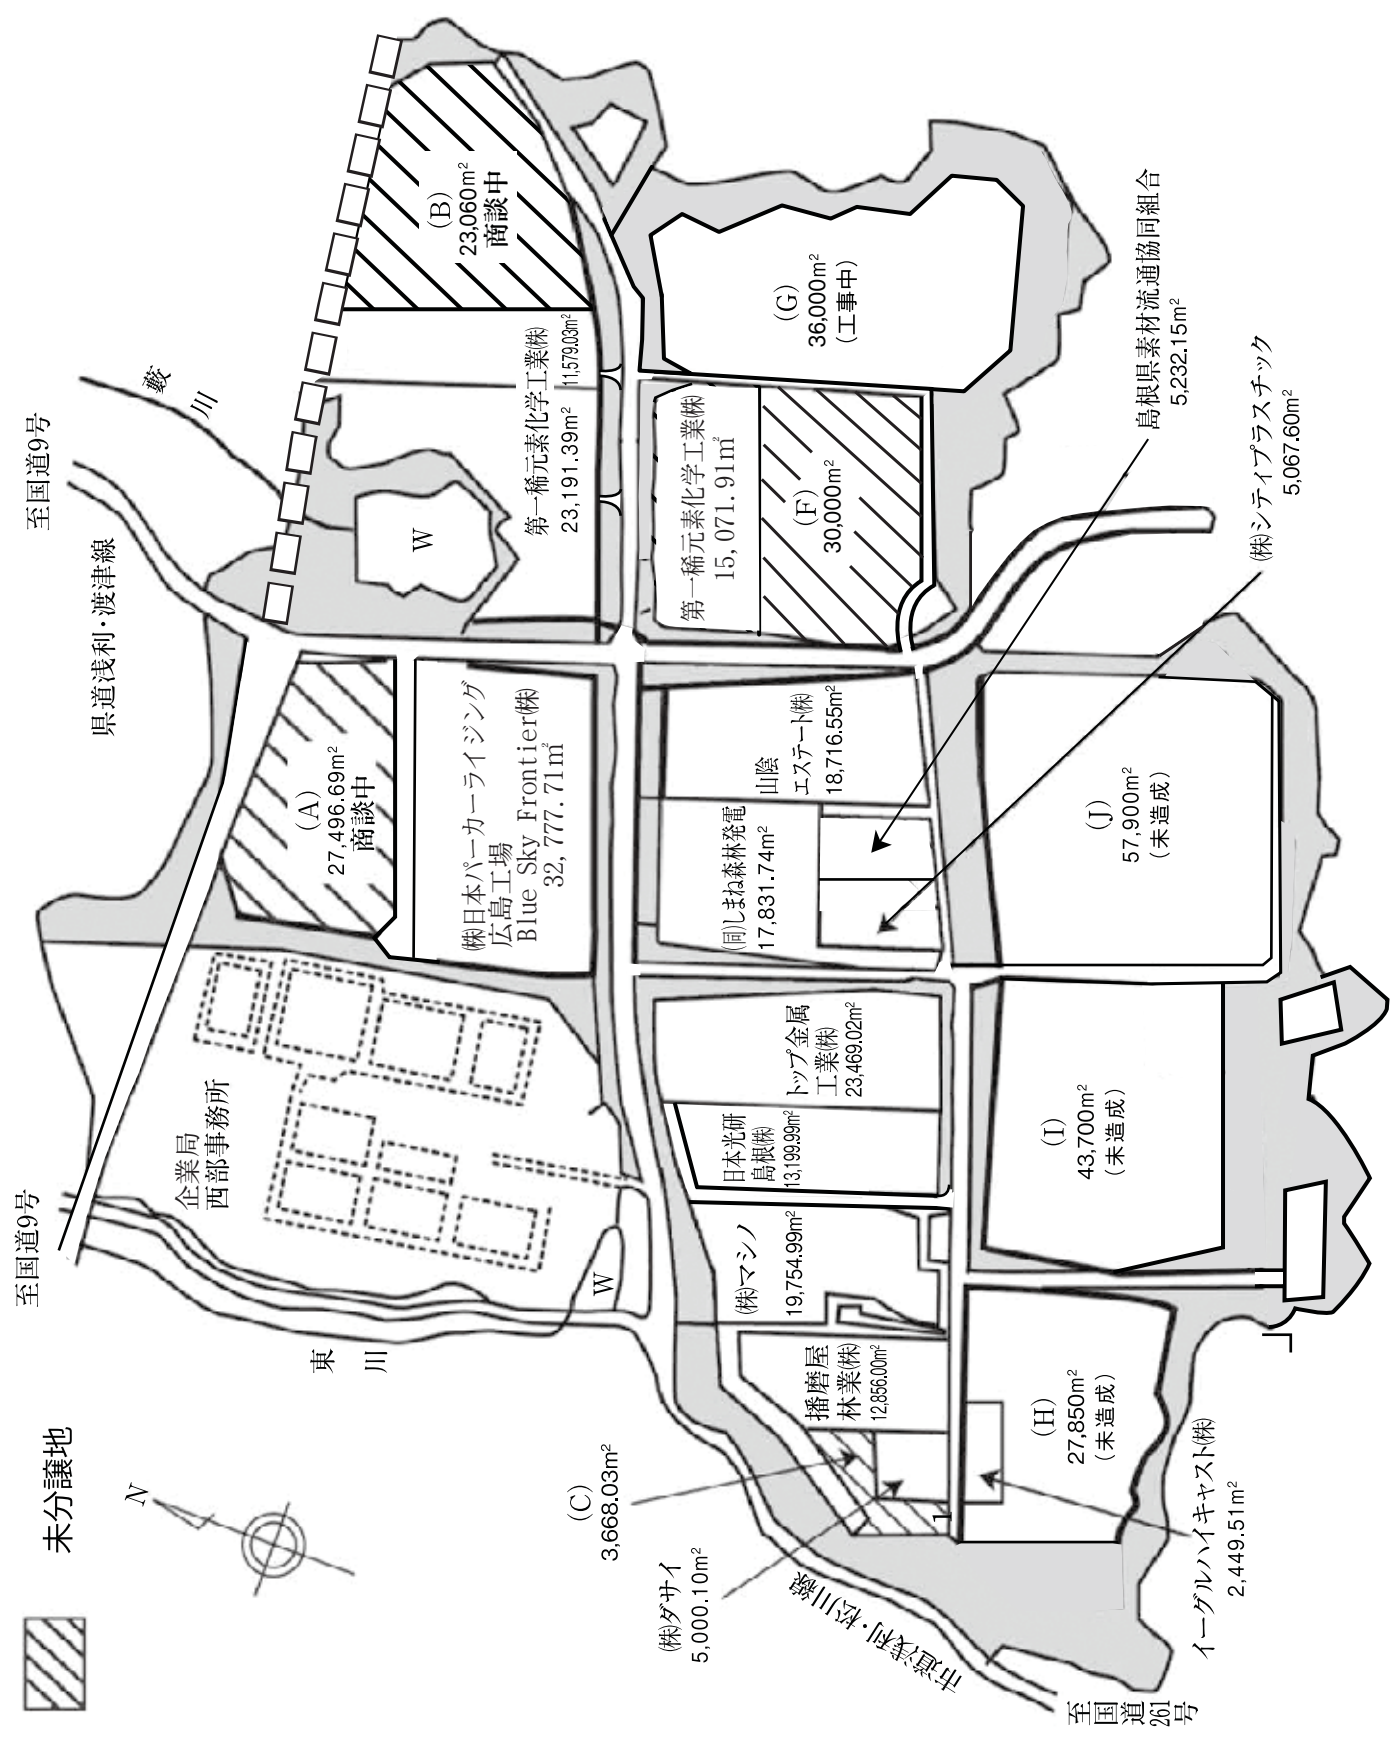 未分譲地
N
至国道9号
至国道9号
県道浅利・渡津線
藪川
東川
企業局
西部事務所
W
W
(A)
27,496.69m²
商談中
(B)
23,060m²
商談中
㈱日本パーカーライジング
広島工場
Blue Sky Frontier㈱
32,777.71㎡
第一稀元素化学工業㈱
23,191.39m²
11,579.03m²
第一稀元素化学工業㈱
15,071.91㎡
(F)
30,000m²
(G)
36,000m²
(工事中)
山陰
エステート㈱
18,716.55m²
㈲しまね森林発電
17,831.74m²
島根県素材流通協同組合
5,232.15m²
㈱シティプラスチック
5,067.60m²
トップ金属
工業㈱
23,469.02m²
日本光研
島根㈱
13,199.99m²
㈱マシノ
19,754.99m²
播磨屋
林業㈱
12,856.00m²
(C)
3,668.03m²
㈱ダサイ
5,000.10m²
イーグルハイキャスト㈱
2,449.51m²
(H)
27,850m²
(未造成)
(I)
43,700m²
(未造成)
(J)
57,900m²
(未造成)
市道浅利・松川線
至国道261号